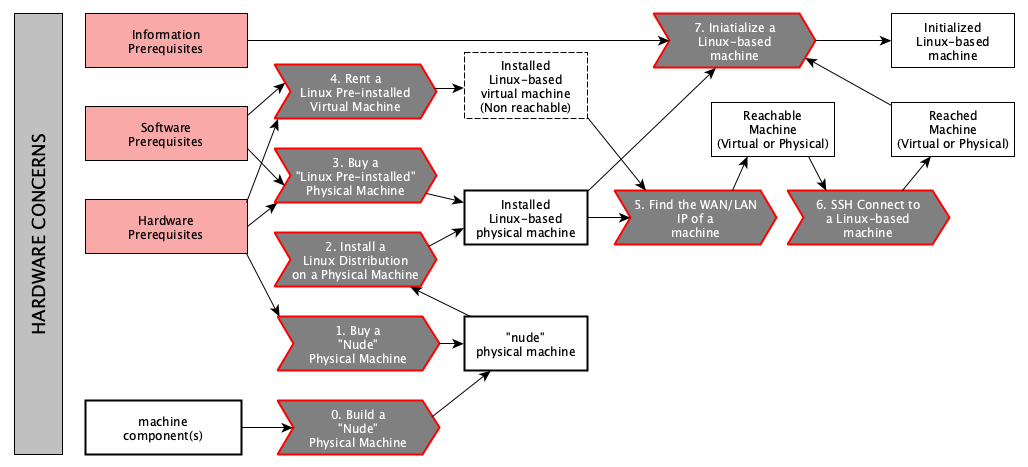 HARDWARE CONCERNS
Information
Prerequisites
7. Iniatialize a
Linux-based
machine
Initialized
Linux-based
machine
4. Rent a
Linux Pre-installed
Virtual Machine
Installed
Linux-based
virtual machine
(Non reachable)
Software
Prerequisites
Reachable
Machine
(Virtual or Physical)
Reached
Machine
(Virtual or Physical)
3. Buy a
"Linux Pre-installed"
Physical Machine
Hardware
Prerequisites
Installed
Linux-based
physical machine
5. Find the WAN/LAN
IP of a
machine
6. SSH Connect to
a Linux-based
machine
2. Install a
Linux Distribution
on a Physical Machine
1. Buy a
"Nude"
Physical Machine
"nude"
physical machine
machine
component(s)
0. Build a
"Nude"
Physical Machine